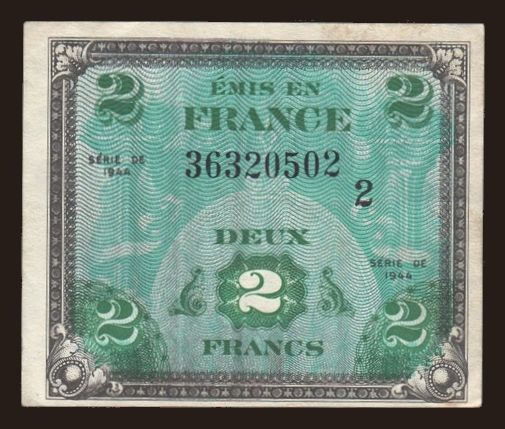 2 ÉMIS EN 2
FRANCE
SÉRIE DE
1944
36320502
2
DEUX
SÉRIE DE
1944
2
2 2
FRANCS